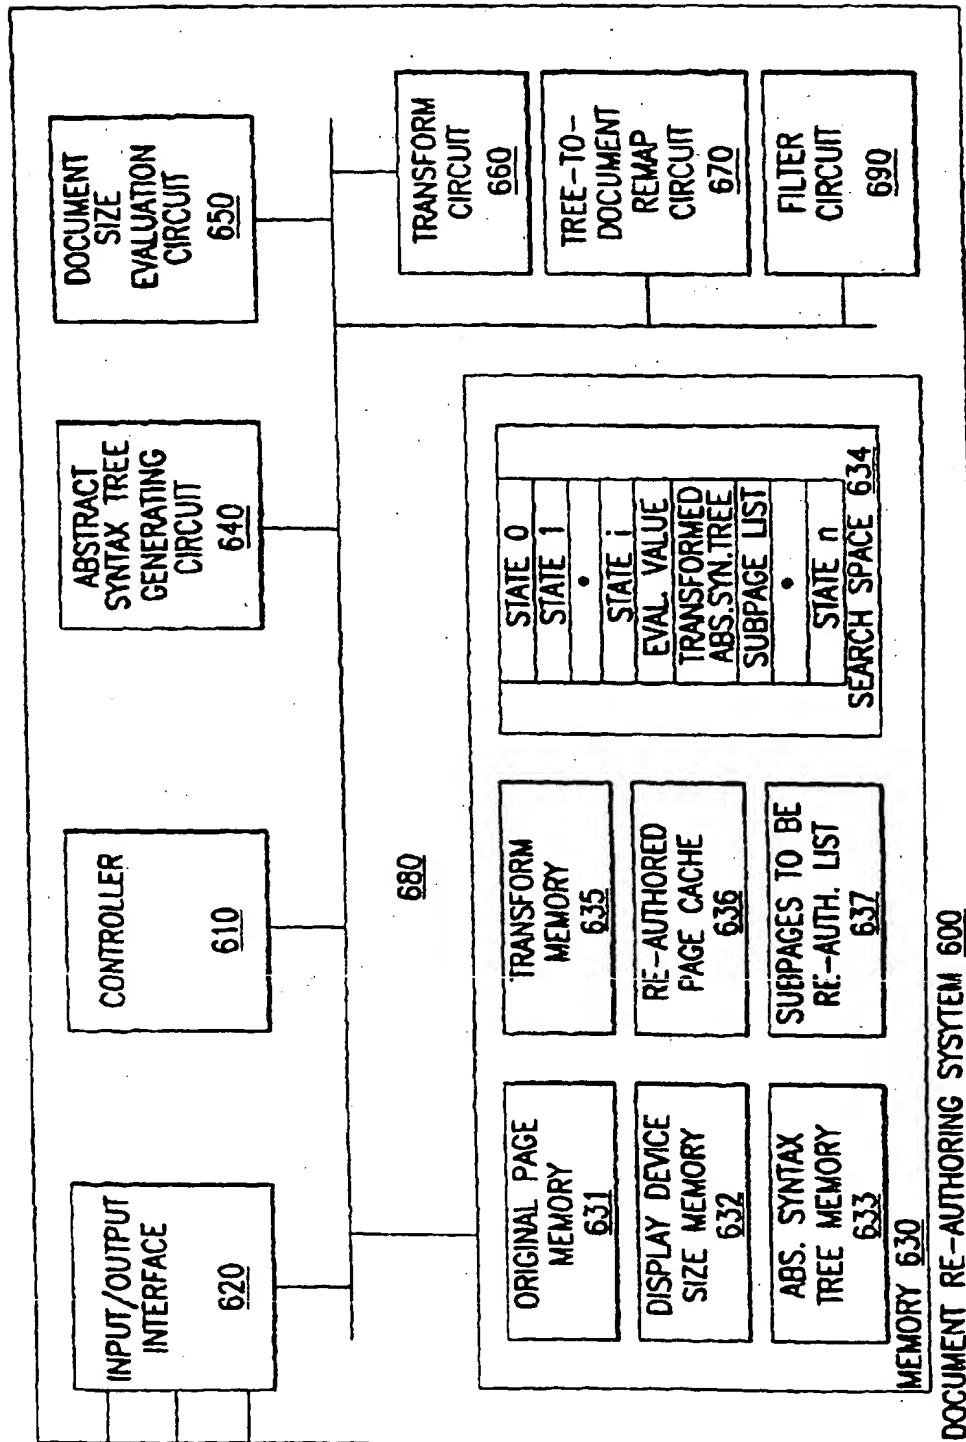 INPUT/OUTPUT
INTERFACE
620
CONTROLLER
610
ABSTRACT
SYNTAX TREE
GENERATING
CIRCUIT
640
DOCUMENT
SIZE
EVALUATION
CIRCUIT
650
680
TRANSFORM
CIRCUIT
660
TREE-TO-
DOCUMENT
REMAP
CIRCUIT
670
FILTER
CIRCUIT
690
ORIGINAL PAGE
MEMORY
631
DISPLAY DEVICE
SIZE MEMORY
632
ABS. SYNTAX
TREE MEMORY
633
TRANSFORM
MEMORY
635
RE-AUTHORED
PAGE CACHE
636
SUBPAGES TO BE
RE-AUTH. LIST
637
STATE 0
STATE 1
•
STATE i
EVAL. VALUE
TRANSFORMED
ABS.SYN.TREE
SUBPAGE LIST
•
STATE n
SEARCH SPACE 634
MEMORY 630
DOCUMENT RE-AUTHORING SYSYTEM 600